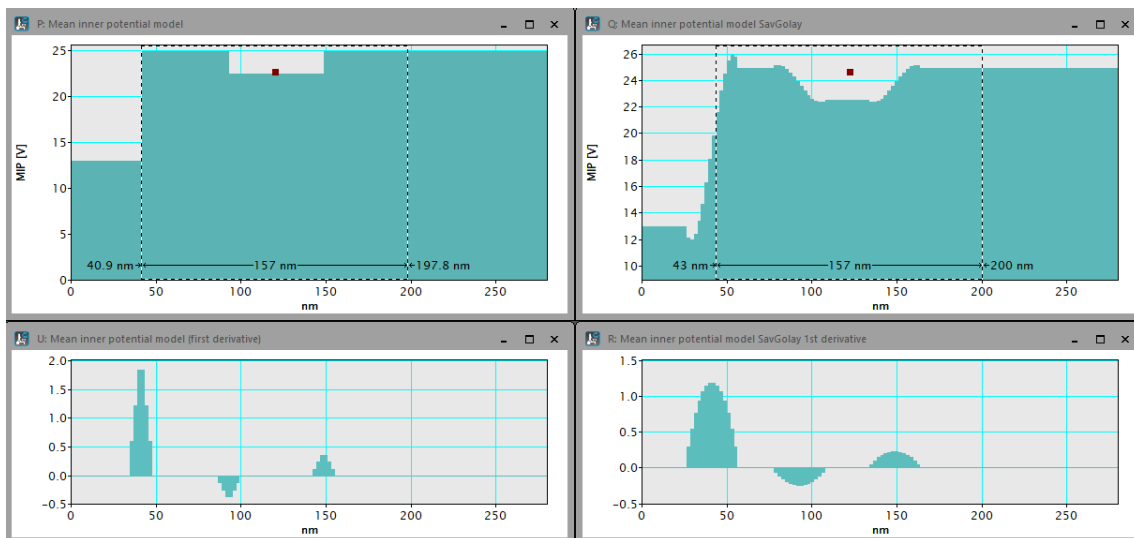 P: Mean inner potential model
25
20
15
10
5
0
MIP [V]
40.9 nm
157 nm
197.8 nm
0 50 100 150 200 250
nm
Q: Mean inner potential model SavGolay
26
24
22
20
18
16
14
12
10
MIP [V]
43 nm
157 nm
200 nm
0 50 100 150 200 250
nm
U: Mean inner potential model (first derivative)
2.0
1.5
1.0
0.5
0.0
-0.5
0 50 100 150 200 250
nm
R: Mean inner potential model SavGolay 1st derivative
1.5
1.0
0.5
0.0
-0.5
0 50 100 150 200 250
nm